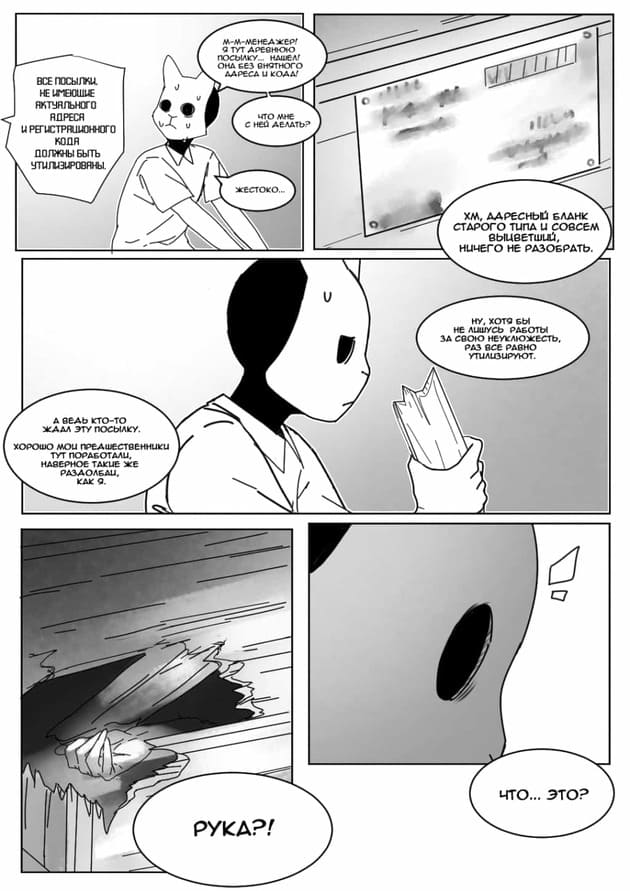 М-М-МЕНЕДЖЕР!
Я ТУТ ДРЕВНЮЮ
ПОСЫЛКУ... НАШЕЛ!
ОНА БЕЗ ВНЯТНОГО
АДРЕСА И КОДА!
ЧТО МНЕ
С НЕЙ ДЕЛАТЬ?
ВСЕ ПОСЫЛКИ,
НЕ ИМЕЮЩИЕ
АКТУАЛЬНОГО
АДРЕСА
И РЕГИСТРАЦИОННОГО
КОДА
ДОЛЖНЫ БЫТЬ
УТИЛИЗИРОВАНЫ.
ЖЕСТОКО...
ХМ, АДРЕСНЫЙ БЛАНК
СТАРОГО ТИПА И СОВСЕМ
ВЫЦВЕТШИЙ,
НИЧЕГО НЕ РАЗОБРАТЬ.
НУ, ХОТЯ БЫ
НЕ ЛИШУСЬ РАБОТЫ
ЗА СВОЮ НЕУКЛЮЖЕСТЬ,
РАЗ ВСЕ РАВНО
УТИЛИЗИРУЮТ.
А ВЕДЬ КТО-ТО
ЖДАЛ ЭТУ ПОСЫЛКУ.
ХОРОШО МОИ ПРЕДШЕСТВЕННИКИ
ТУТ ПОРАБОТАЛИ,
НАВЕРНОЕ ТАКИЕ ЖЕ
РАЗДОЛБАИ,
КАК Я.
ЧТО... ЭТО?
РУКА?!